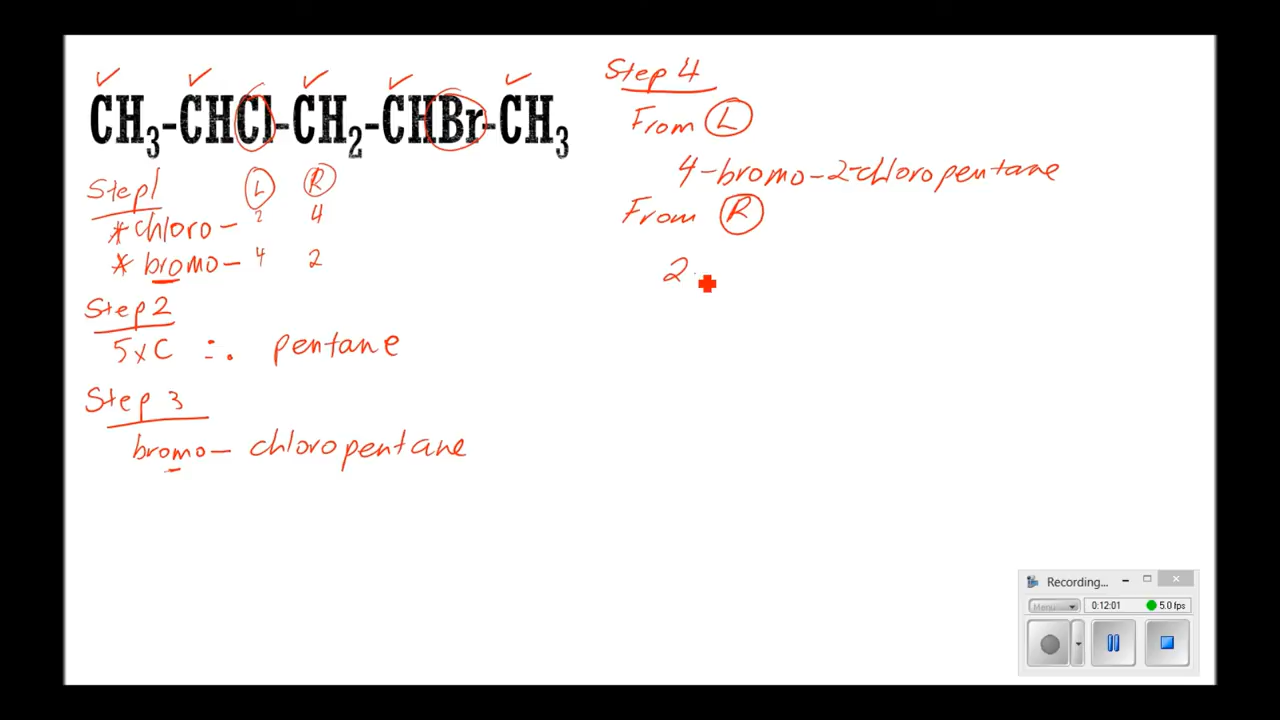 CH3-CHCl-CH2-CHBr-CH3
Step 1 L R
* chloro- 2 4
* bromo- 4 2
Step 2
5xC ∴ pentane
Step 3
bromo- chloropentane
Step 4
From L
4-bromo-2-chloropentane
From R
2
Recording...
Menu
0:12:01 5.0 fps